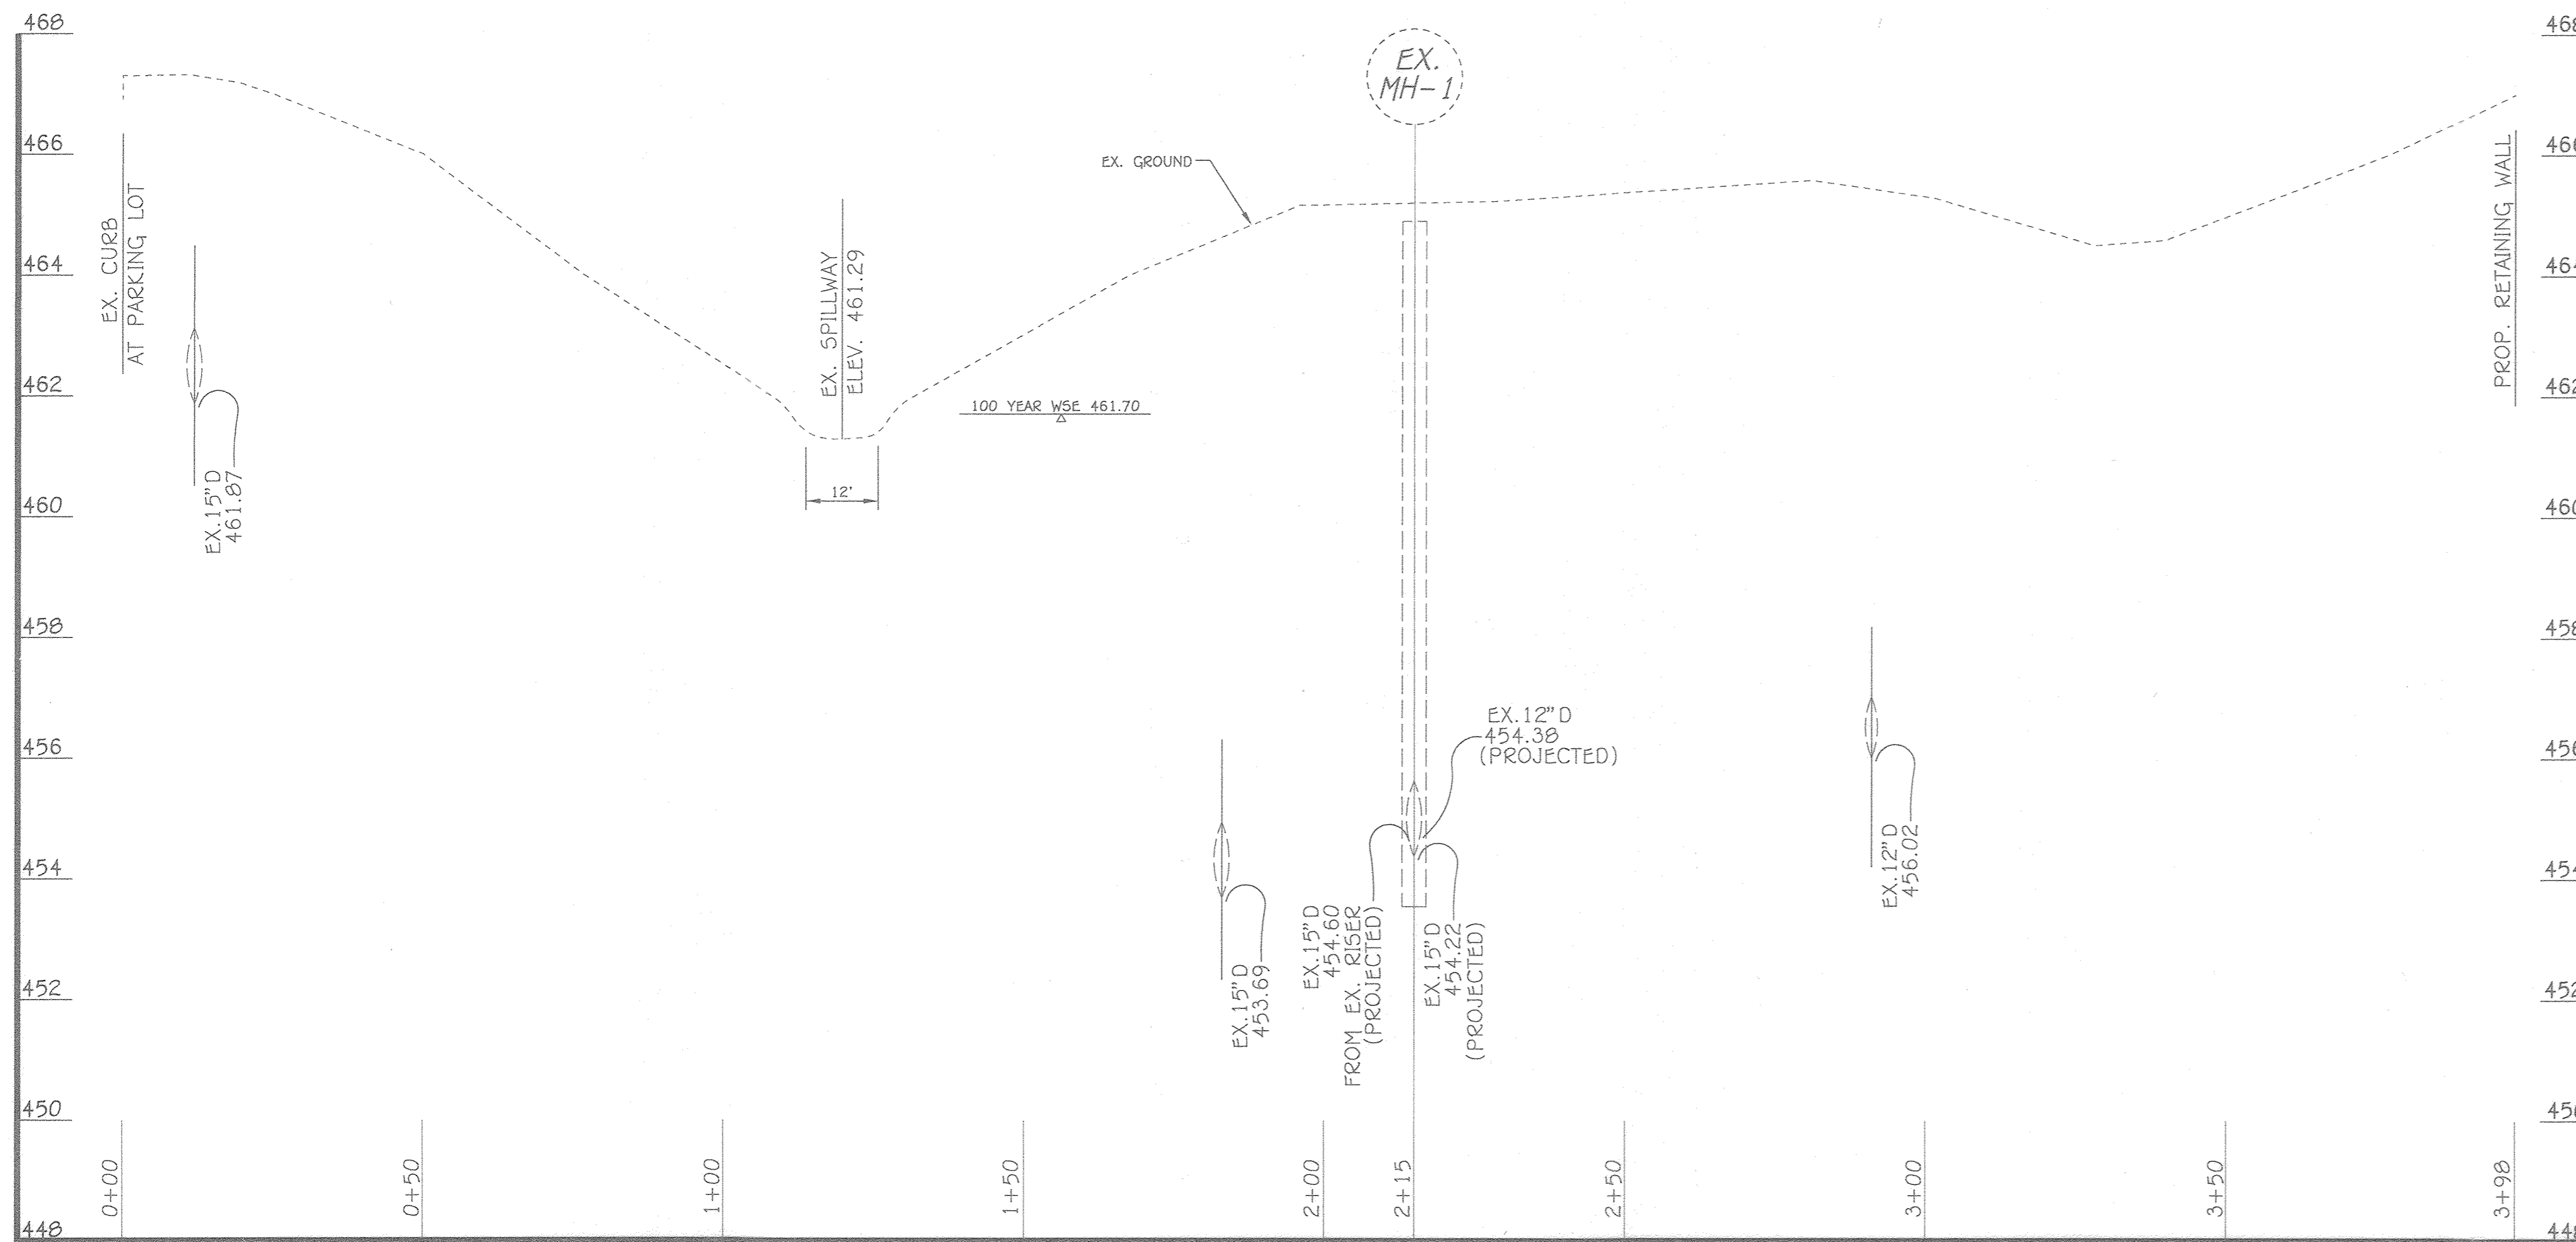 468
466
464
462
460
458
456
454
452
450
448
EX. CURB
AT PARKING LOT
EX.15"D
461.87
EX. SPILLWAY
ELEV. 461.29
12'
100 YEAR WSE 461.70
EX. GROUND
EX.
MH-1
EX.15"D
453.69
EX.15"D
454.60
FROM EX. RISER
(PROJECTED)
EX.15"D
454.22
(PROJECTED)
EX.12"D
454.38
(PROJECTED)
EX.12"D
456.02
PROP. RETAINING WALL
0+00
0+50
1+00
1+50
2+00
2+15
2+50
3+00
3+50
3+98